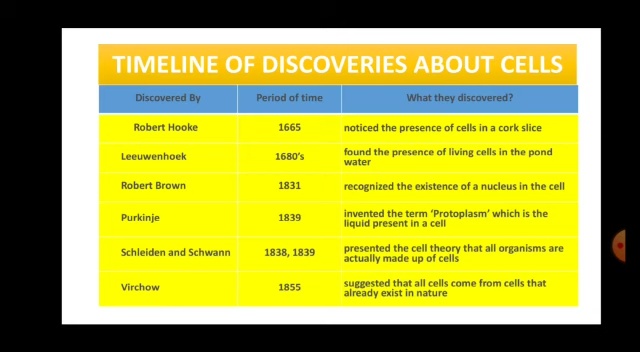 TIMELINE OF DISCOVERIES ABOUT CELLS
Discovered By Period of time What they discovered?
Robert Hooke 1665 noticed the presence of cells in a cork slice
Leeuwenhoek 1680's found the presence of living cells in the pond
water
Robert Brown 1831 recognized the existence of a nucleus in the cell
Purkinje 1839 invented the term 'Protoplasm' which is the
liquid present in a cell
Schleiden and Schwann 1838, 1839 presented the cell theory that all organisms are
actually made up of cells
Virchow 1855 suggested that all cells come from cells that
already exist in nature